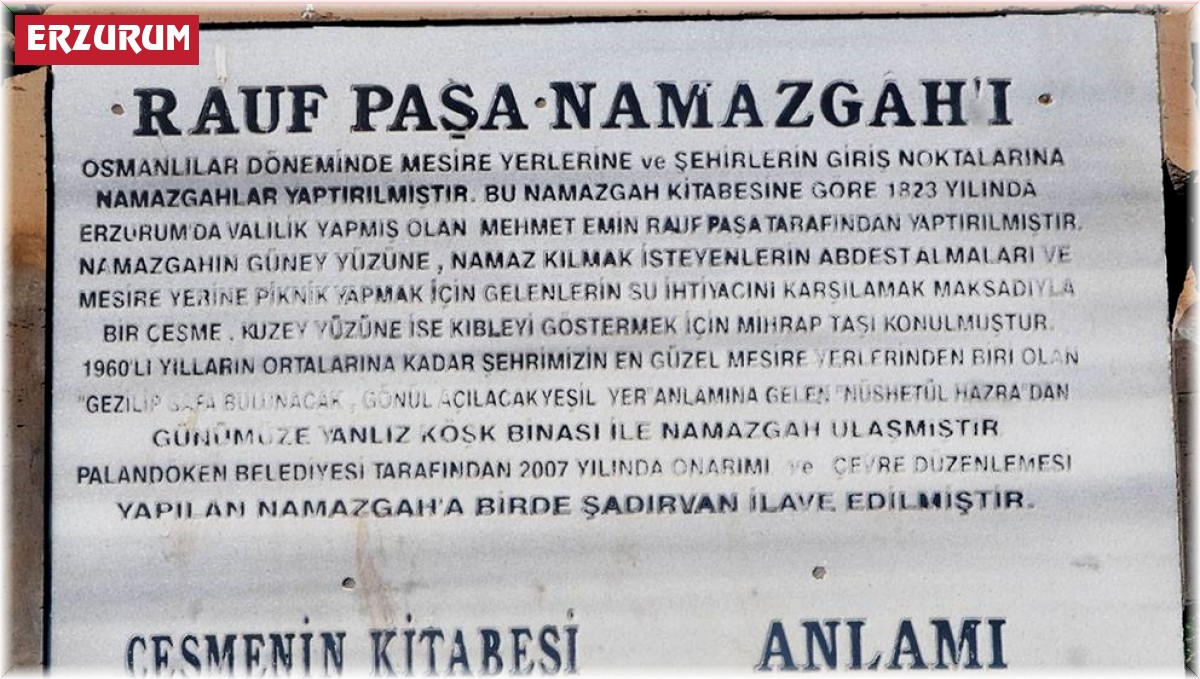 ERZURUM
RAUF PAŞA NAMAZGÂH'I
OSMANLILAR DÖNEMİNDE MESİRE YERLERİNE ve ŞEHİRLERİN GİRİŞ NOKTALARINA
NAMAZGAHLAR YAPTIRILMIŞTIR. BU NAMAZGAH KİTABESİNE GÖRE 1823 YILINDA
ERZURUM'DA VALİLİK YAPMIŞ OLAN MEHMET EMİN RAUF PAŞA TARAFINDAN YAPTIRILMIŞTIR.
NAMAZGAHIN GÜNEY YÜZÜNE, NAMAZ KILMAK İSTEYENLERİN ABDEST ALMALARI VE
MESİRE YERİNE PİKNİK YAPMAK İÇİN GELENLERİN SU İHTİYACINI KARŞILAMAK MAKSADIYLA
BİR ÇEŞME, KUZEY YÜZÜNE İSE KIBLEYİ GÖSTERMEK İÇİN MİHRAP TAŞI KONULMUŞTUR.
1960'LI YILLARIN ORTALARINA KADAR ŞEHRİMİZİN EN GÜZEL MESİRE YERLERİNDEN BİRİ OLAN
"GEZİLİP SAFA BULUNACAK, GÖNÜL AÇILACAK YEŞİL YER" ANLAMINA GELEN "NÜSHETÜL HAZRA"DAN
GÜNÜMÜZE YANLIZ KÖŞK BİNASI İLE NAMAZGAH ULAŞMIŞTIR
PALANDÖKEN BELEDİYESİ TARAFINDAN 2007 YILINDA ONARIMI ve ÇEVRE DÜZENLEMESİ
YAPILAN NAMAZGAH'A BİRDE ŞADIRVAN İLAVE EDİLMİŞTİR.
ÇEŞMENİN KİTABESİ
ANLAMI